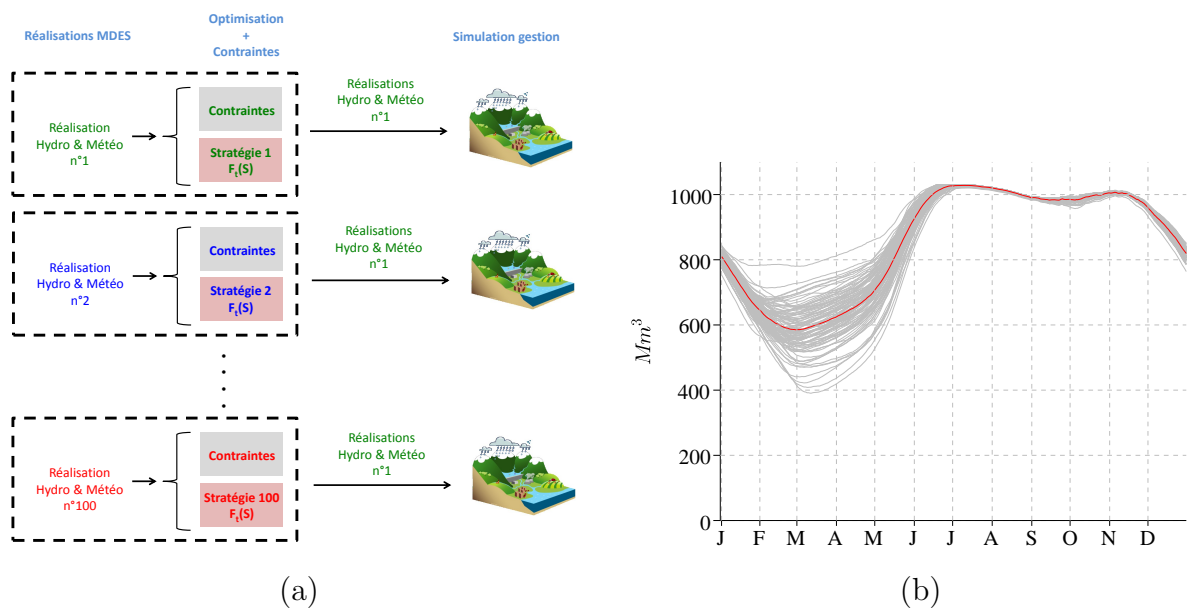 Réalisations MDES
Optimisation
+
Contraintes
Simulation gestion
Réalisation
Hydro & Météo
n°1
Contraintes
Stratégie 1
Ft(S)
Réalisations
Hydro & Météo
n°1
Réalisation
Hydro & Météo
n°2
Contraintes
Stratégie 2
Ft(S)
Réalisations
Hydro & Météo
n°1
Réalisation
Hydro & Météo
n°100
Contraintes
Stratégie 100
Ft(S)
Réalisations
Hydro & Météo
n°1
(a)
Mm³
1000
800
600
400
200
0
J F M A M J J A S O N D
(b)